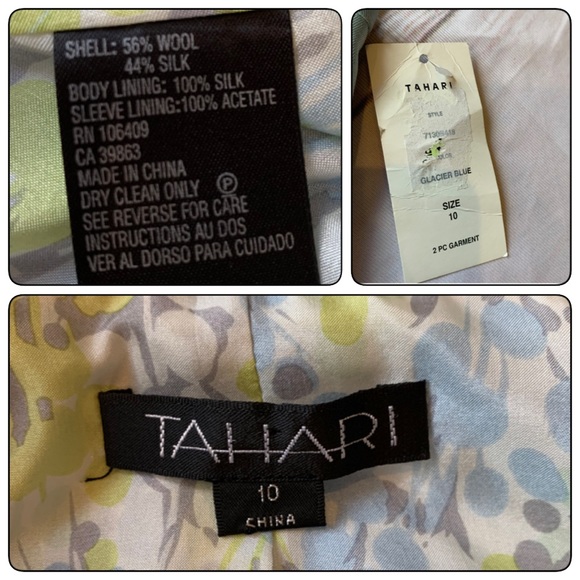 SHELL: 56% WOOL
44% SILK
BODY LINING: 100% SILK
SLEEVE LINING:100% ACETATE
RN 106409
CA 39863
MADE IN CHINA
DRY CLEAN ONLY Ⓟ
SEE REVERSE FOR CARE
INSTRUCTIONS AU DOS
VER AL DORSO PARA CUIDADO
TAHARI
STYLE
GLACIER BLUE
SIZE
10
2 PC GARMENT
TAHARI
10
CHINA